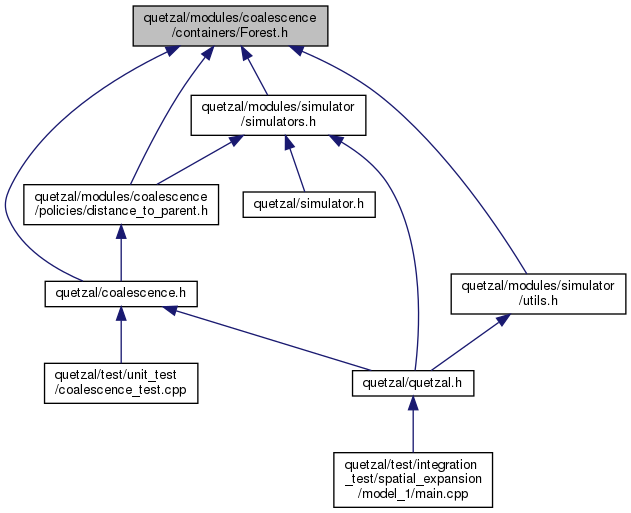 quetzal/modules/coalescence
/containers/Forest.h
quetzal/modules/simulator
/simulators.h
quetzal/modules/coalescence
/policies/distance_to_parent.h
quetzal/simulator.h
quetzal/coalescence.h
quetzal/modules/simulator
/utils.h
quetzal/test/unit_test
/coalescence_test.cpp
quetzal/quetzal.h
quetzal/test/integration
_test/spatial_expansion
/model_1/main.cpp